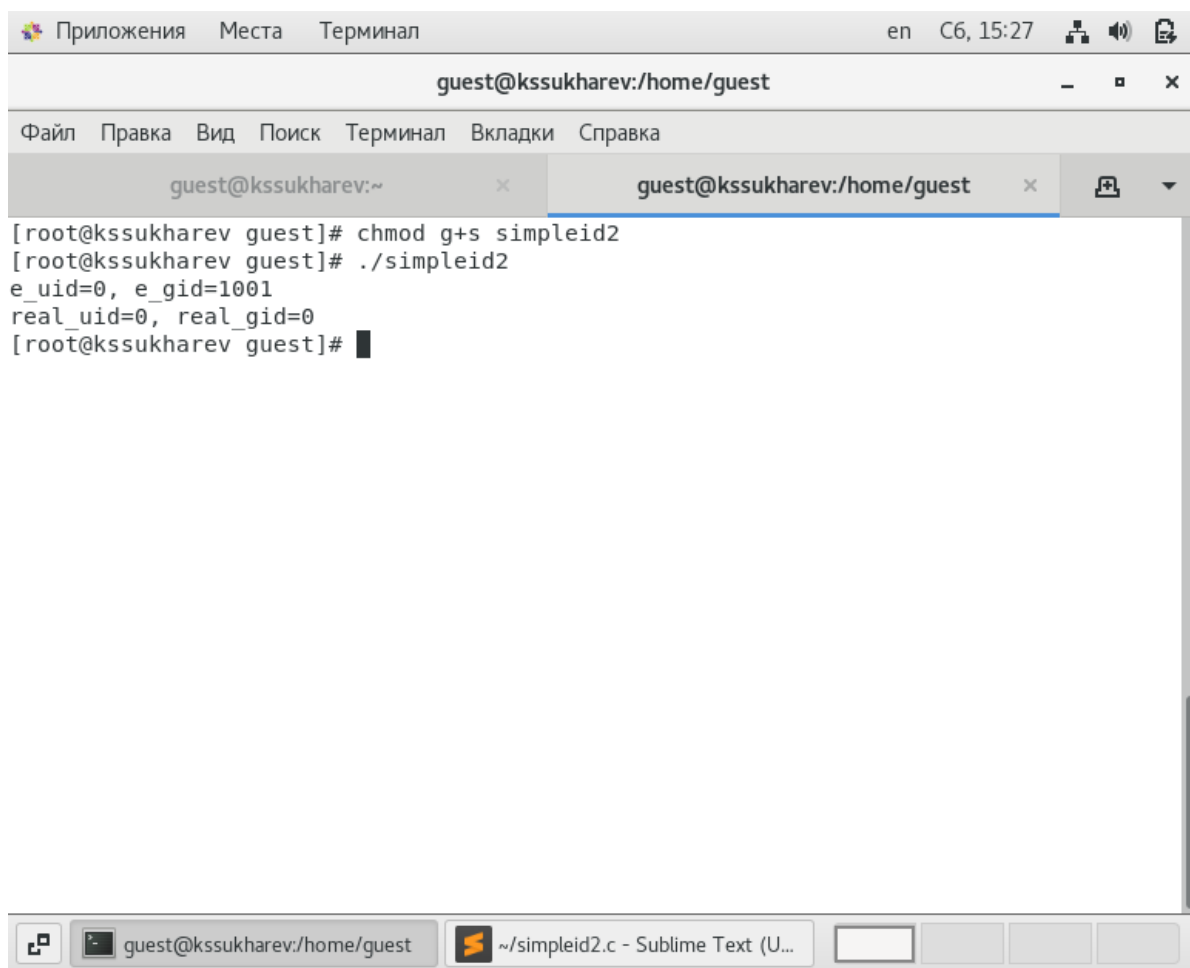 Приложения Места Терминал en Сб, 15:27
guest@kssukharev:/home/guest
Файл Правка Вид Поиск Терминал Вкладки Справка
guest@kssukharev:~ guest@kssukharev:/home/guest
[root@kssukharev guest]# chmod g+s simpleid2
[root@kssukharev guest]# ./simpleid2
e_uid=0, e_gid=1001
real_uid=0, real_gid=0
[root@kssukharev guest]#
guest@kssukharev:/home/guest ~/simpleid2.c - Sublime Text (U...